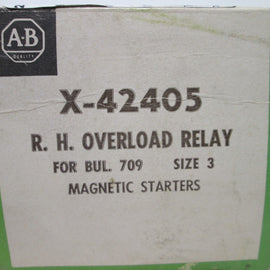 A-B
QUALITY
X-42405
R. H. OVERLOAD RELAY
FOR BUL. 709 SIZE 3
MAGNETIC STARTERS